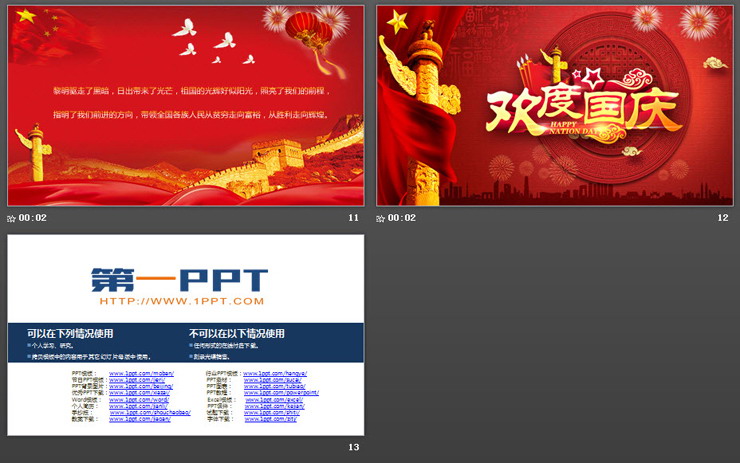 黎明驱走了黑暗，日出带来了光芒，祖国的光辉好似阳光，照亮了我们的前程，
指明了我们前进的方向，带领全国各族人民从贫穷走向富裕，从胜利走向辉煌。
00:02
11
欢度国庆
HAPPY
NATION DAY
00:02
12
第一PPT
HTTP://WWW.1PPT.COM
可以在下列情况使用
个人学习、研究。
拷贝模板中的内容用于其它幻灯片母版中使用。
不可以在以下情况使用
任何形式的在线付费下载。
刻录光碟销售。
PPT模板： www.1ppt.com/moban/
行业PPT模板： www.1ppt.com/hangye/
节日PPT模板： www.1ppt.com/jieri/
PPT素材： www.1ppt.com/sucai/
PPT背景图片： www.1ppt.com/beijing/
PPT图表： www.1ppt.com/tubiao/
优秀PPT下载： www.1ppt.com/xiazai/
PPT教程： www.1ppt.com/powerpoint/
Word模板： www.1ppt.com/word/
Excel模板： www.1ppt.com/excel/
个人简历： www.1ppt.com/jianli/
PPT课件： www.1ppt.com/kejian/
手抄报： www.1ppt.com/shouchaobao/
试题下载： www.1ppt.com/shiti/
教案下载： www.1ppt.com/jiaoan/
字体下载： www.1ppt.com/ziti/
13